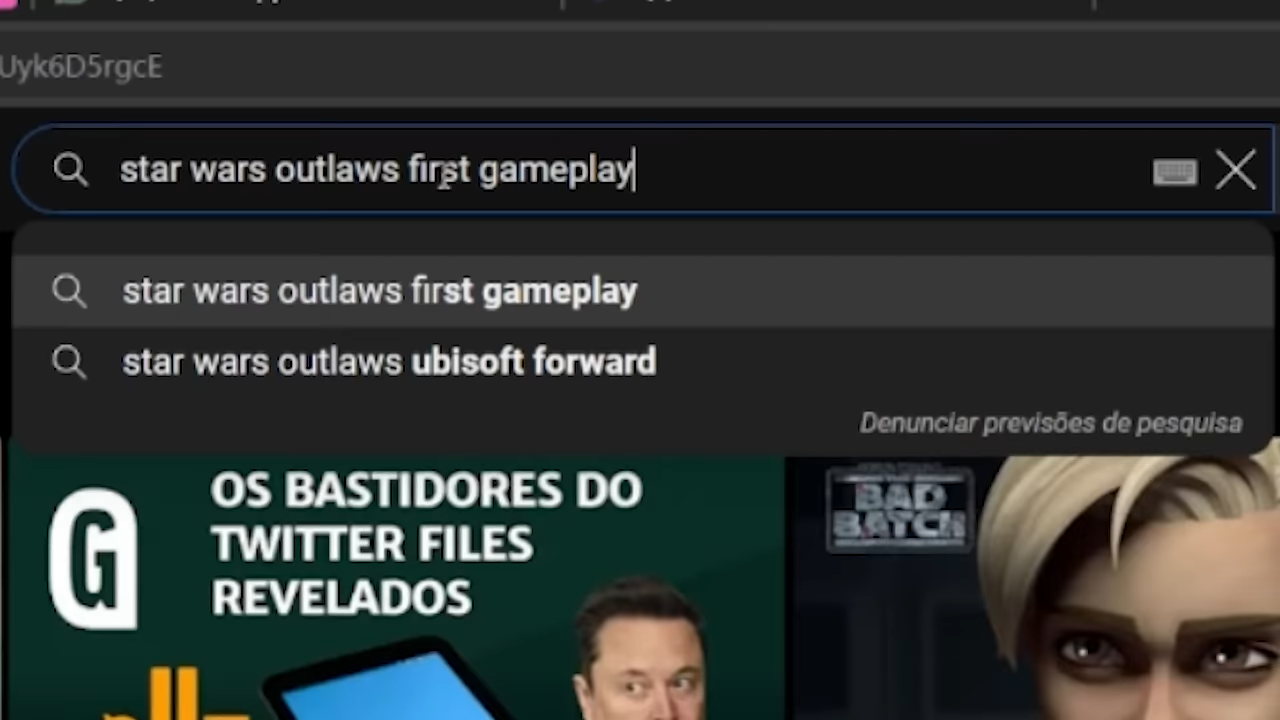 Uyk6D5rgcE
star wars outlaws first gameplay
star wars outlaws first gameplay
star wars outlaws ubisoft forward
Denunciar previsões de pesquisa
G
OS BASTIDORES DO
TWITTER FILES
REVELADOS
BAD
BATCH